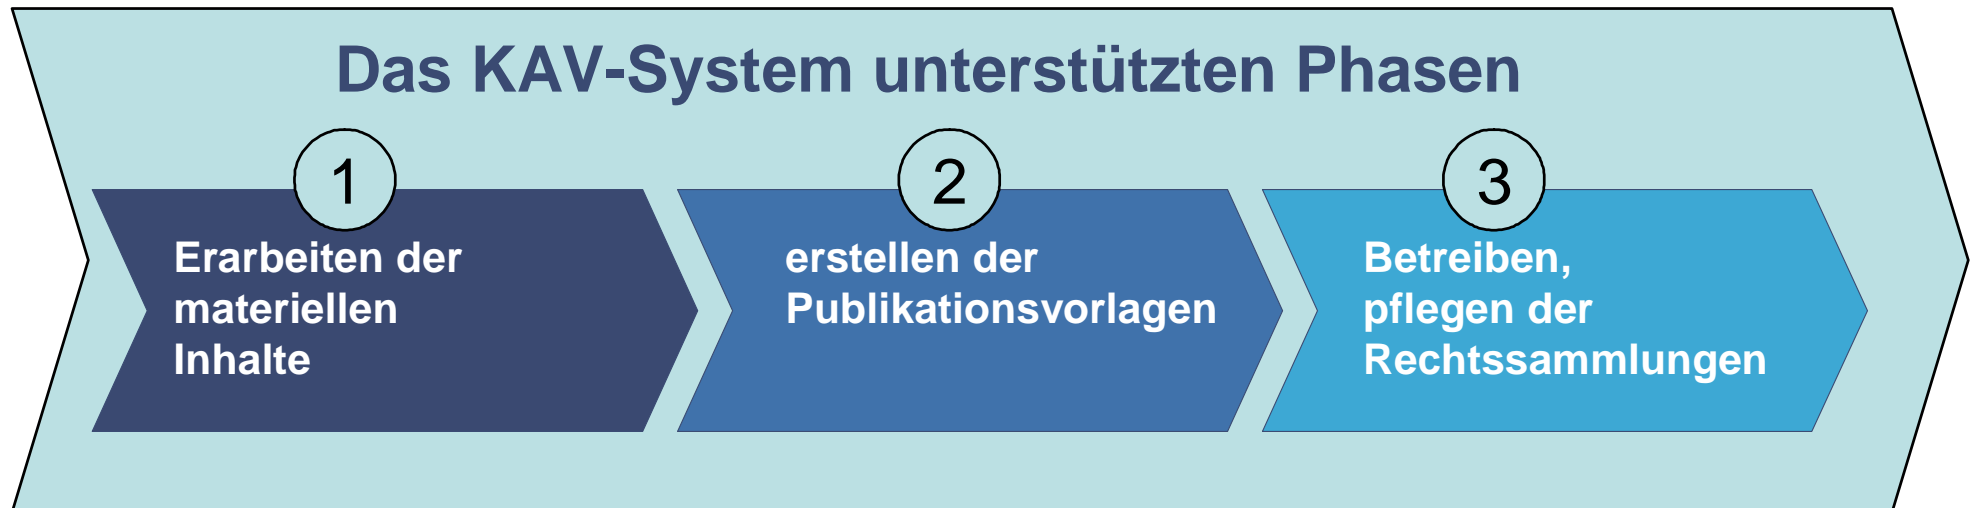 Das KAV-System unterstützten Phasen
1
Erarbeiten der
materiellen
Inhalte
2
erstellen der
Publikationsvorlagen
3
Betreiben,
pflegen der
Rechtssammlungen